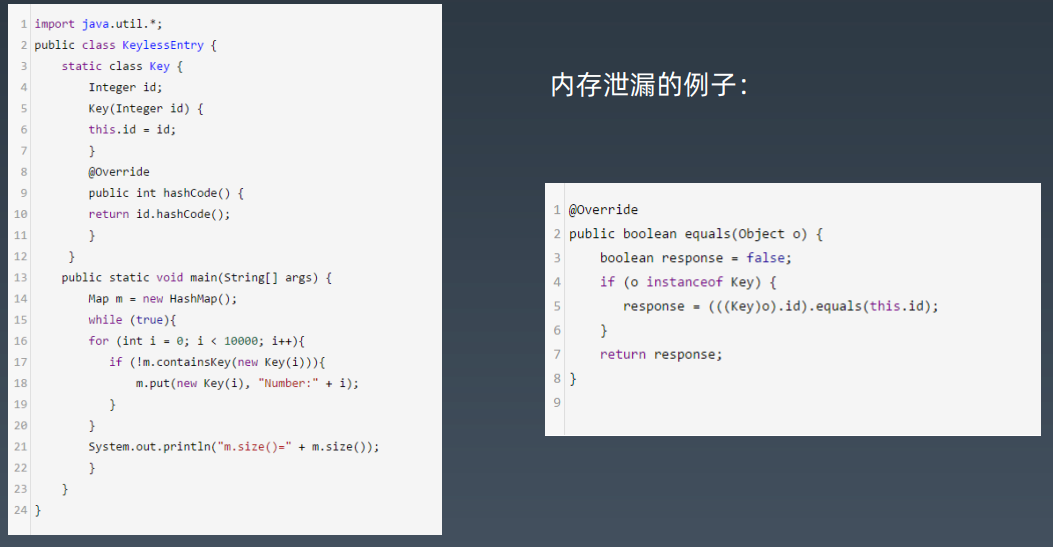 1 import java.util.*;
2 public class KeylessEntry {
3     static class Key {
4         Integer id;
5         Key(Integer id) {
6         this.id = id;
7         }
8         @Override
9         public int hashCode() {
10         return id.hashCode();
11         }
12      }
13     public static void main(String[] args) {
14         Map m = new HashMap();
15         while (true){
16         for (int i = 0; i < 10000; i++){
17            if (!m.containsKey(new Key(i))){
18                m.put(new Key(i), "Number:" + i);
19            }
20         }
21         System.out.println("m.size()=" + m.size());
22         }
23     }
24 }
内存泄漏的例子：
1 @Override
2 public boolean equals(Object o) {
3     boolean response = false;
4     if (o instanceof Key) {
5        response = (((Key)o).id).equals(this.id);
6     }
7     return response;
8 }
9